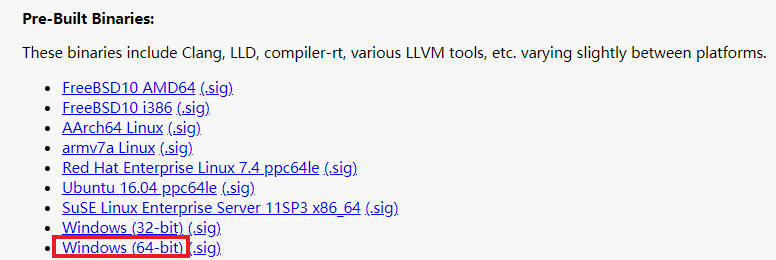 Pre-Built Binaries:
These binaries include Clang, LLD, compiler-rt, various LLVM tools, etc. varying slightly between platforms.
• FreeBSD10 AMD64 (.sig)
• FreeBSD10 i386 (.sig)
• AArch64 Linux (.sig)
• armv7a Linux (.sig)
• Red Hat Enterprise Linux 7.4 ppc64le (.sig)
• Ubuntu 16.04 ppc64le (.sig)
• SuSE Linux Enterprise Server 11SP3 x86_64 (.sig)
• Windows (32-bit) (.sig)
• Windows (64-bit) (.sig)